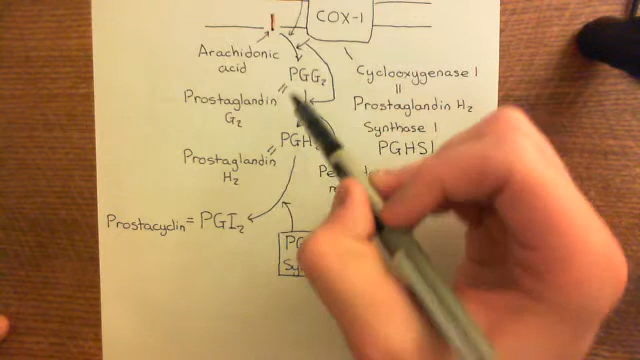 COX-1
Arachidonic
acid
PGG₂
Cyclooxygenase 1
=
Prostaglandin H₂
Synthase 1
PGHS1
=
Prostaglandin
G₂
PGH
=
Prostaglandin
H₂
Prostacyclin = PGI₂